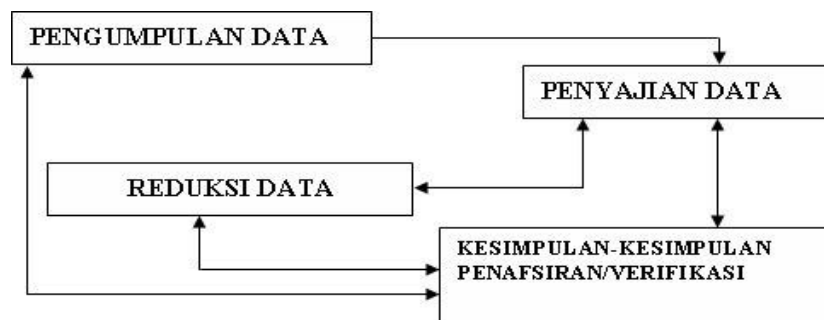 PENGUMPULAN DATA
PENYAJIAN DATA
REDUKSI DATA
KESIMPULAN-KESIMPULAN
PENAFSIRAN/VERIFIKASI